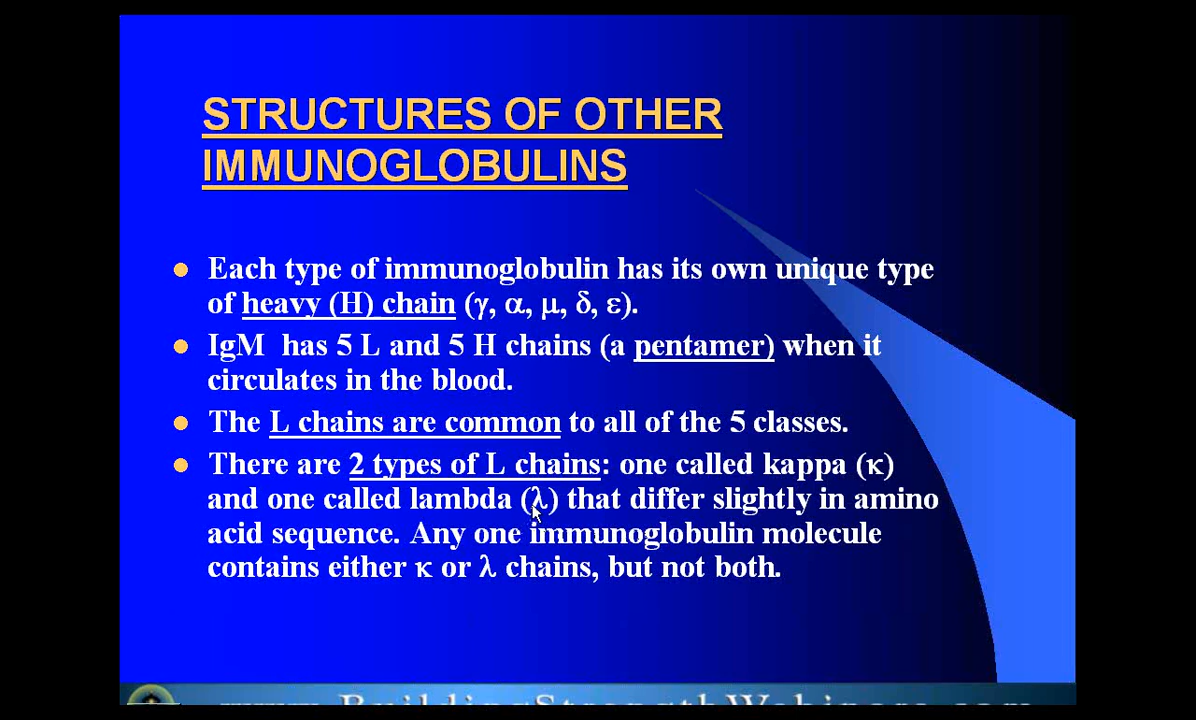 STRUCTURES OF OTHER
IMMUNOGLOBULINS
Each type of immunoglobulin has its own unique type
of heavy (H) chain (γ, α, μ, δ, ε).
IgM has 5 L and 5 H chains (a pentamer) when it
circulates in the blood.
The L chains are common to all of the 5 classes.
There are 2 types of L chains: one called kappa (κ)
and one called lambda (λ) that differ slightly in amino
acid sequence. Any one immunoglobulin molecule
contains either κ or λ chains, but not both.
www.BuildingStrengthWebinars.com